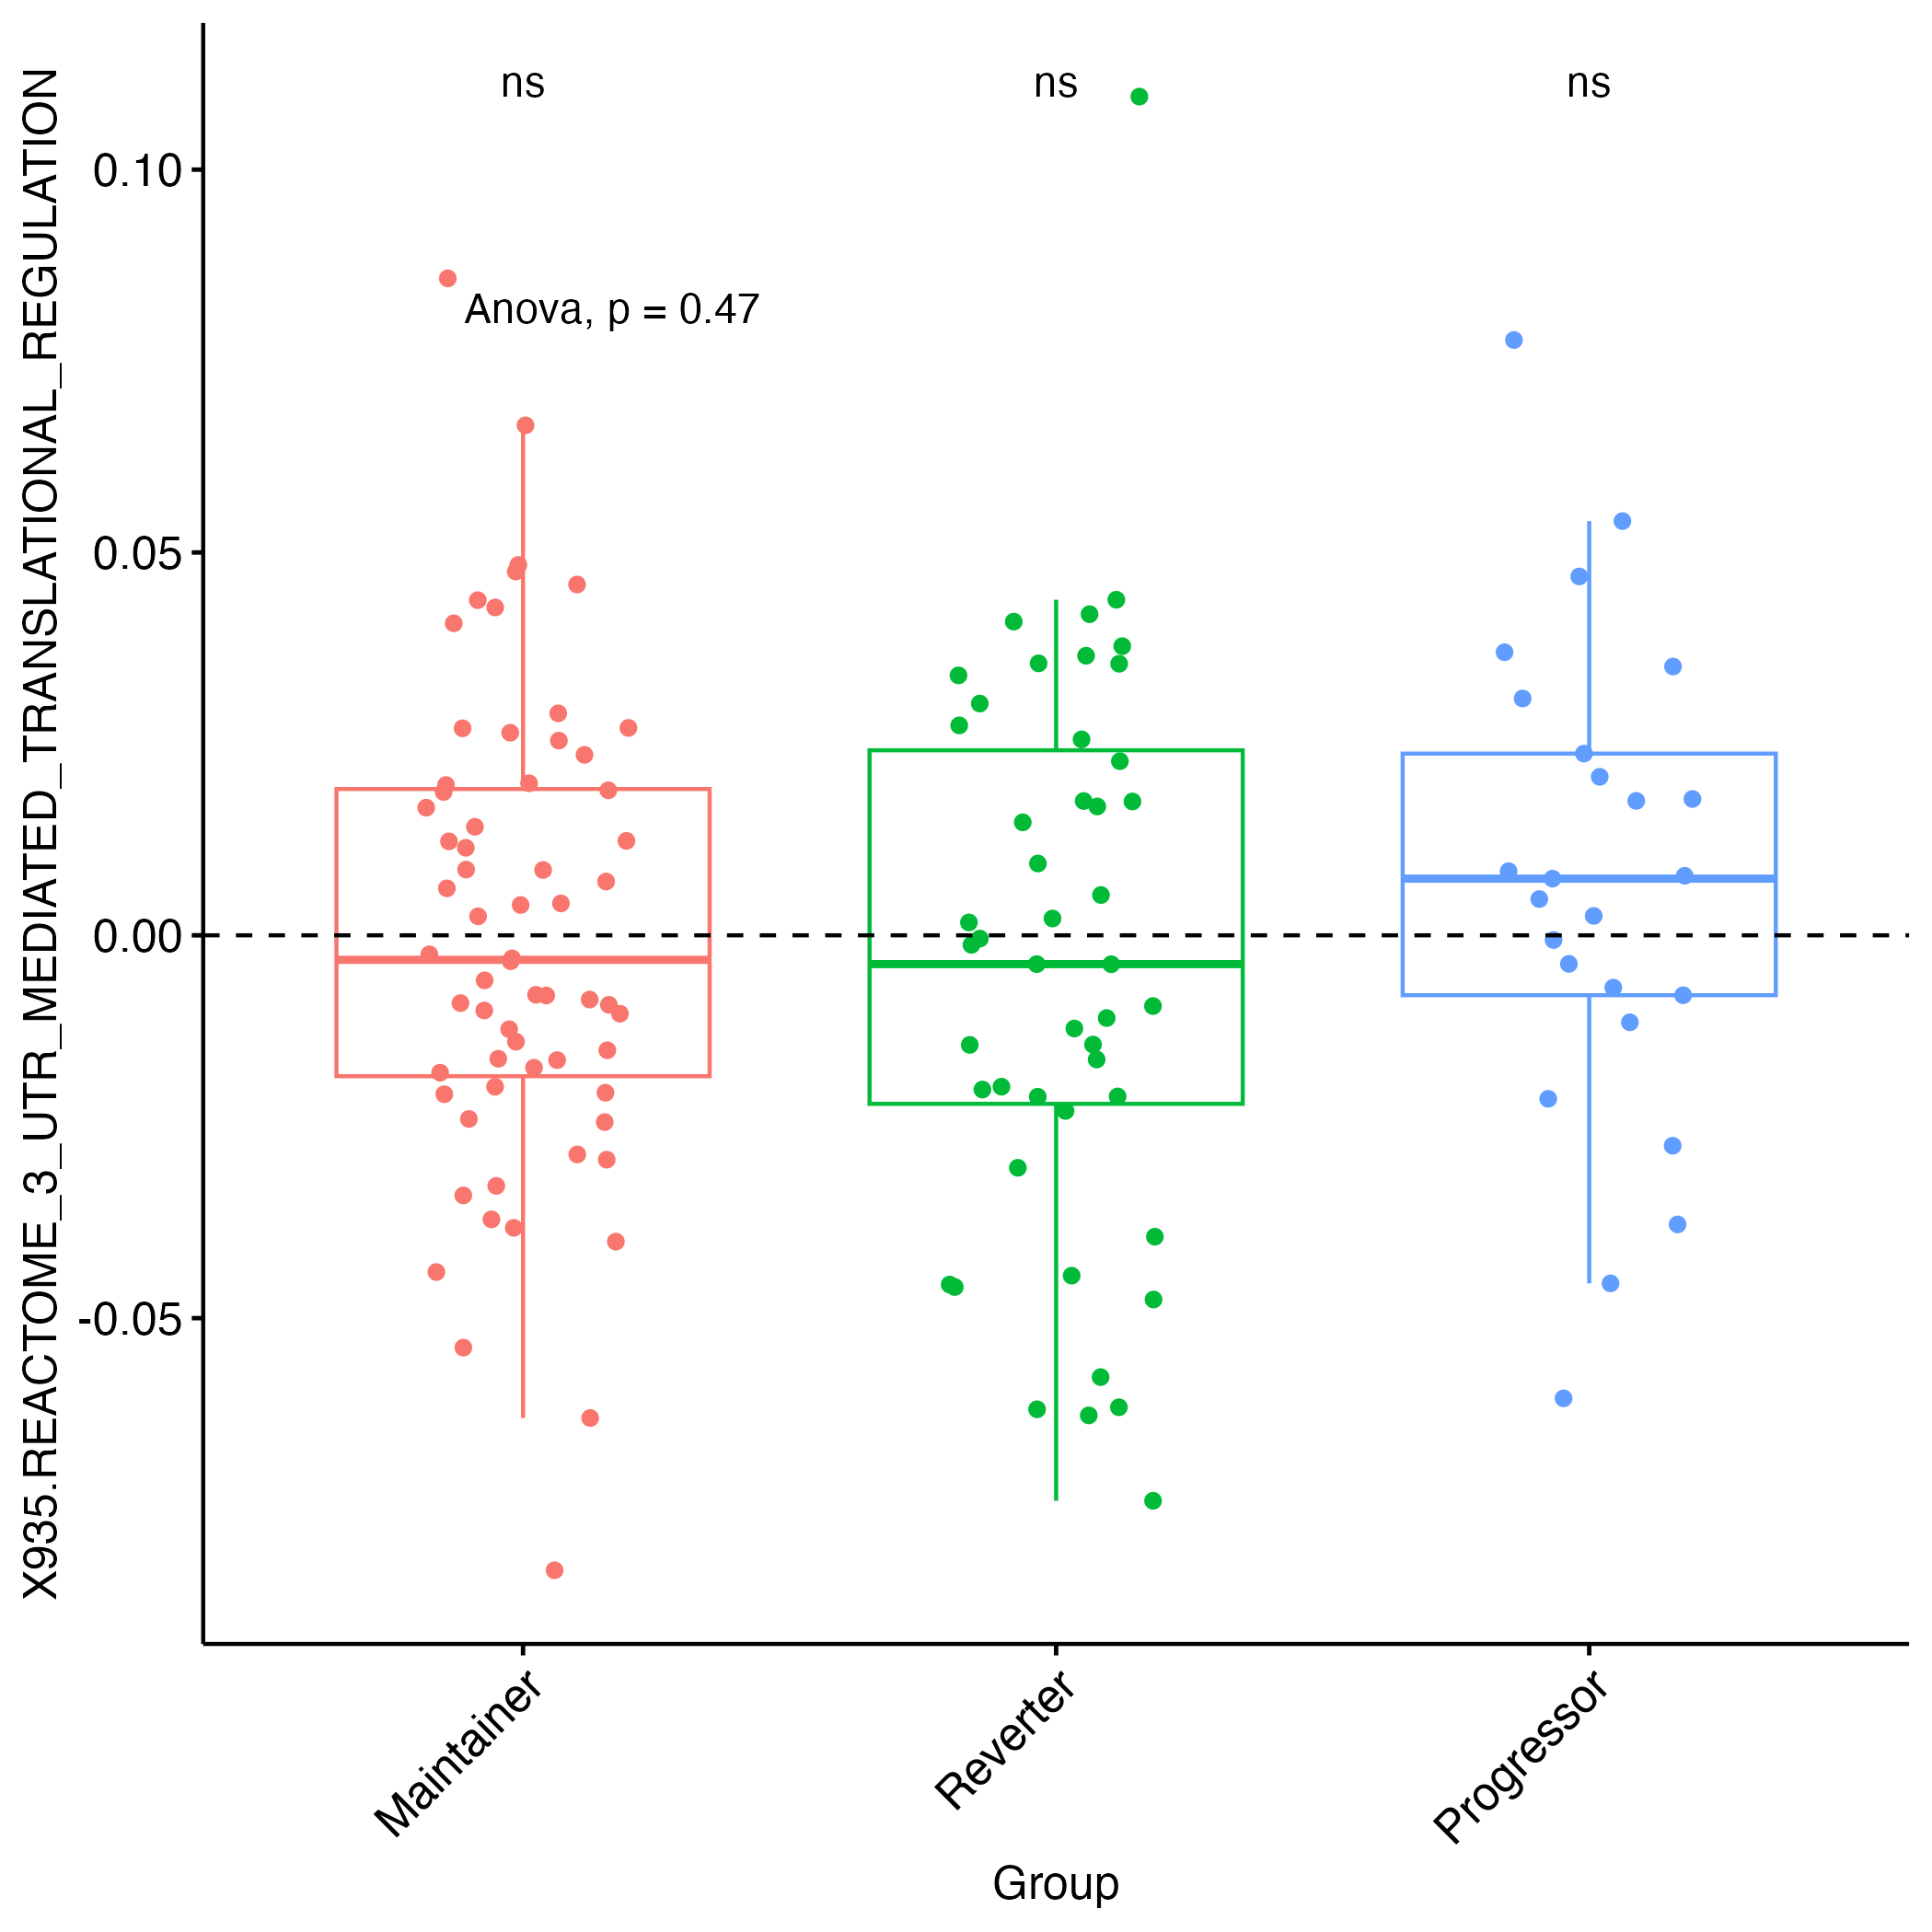 ns
ns
ns
Anova, p = 0.47
X935.REACTOME_3_UTR_MEDIATED_TRANSLATIONAL_REGULATION
0.10
0.05
0.00
-0.05
Maintainer
Reverter
Progressor
Group